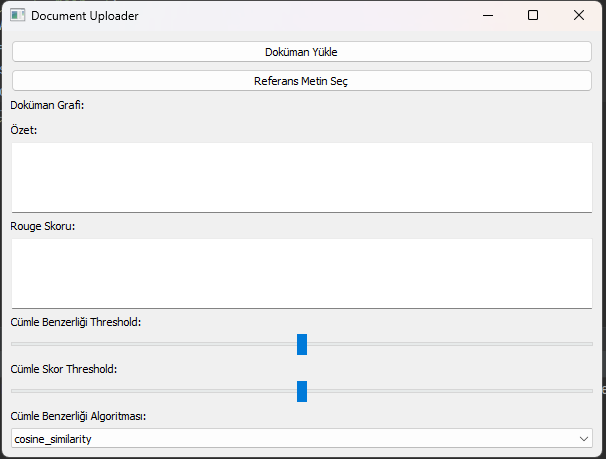 Document Uploader
Doküman Yükle
Referans Metin Seç
Doküman Grafi:
Özet:
Rouge Skoru:
Cümle Benzerliği Threshold:
Cümle Skor Threshold:
Cümle Benzerliği Algoritması:
cosine_similarity